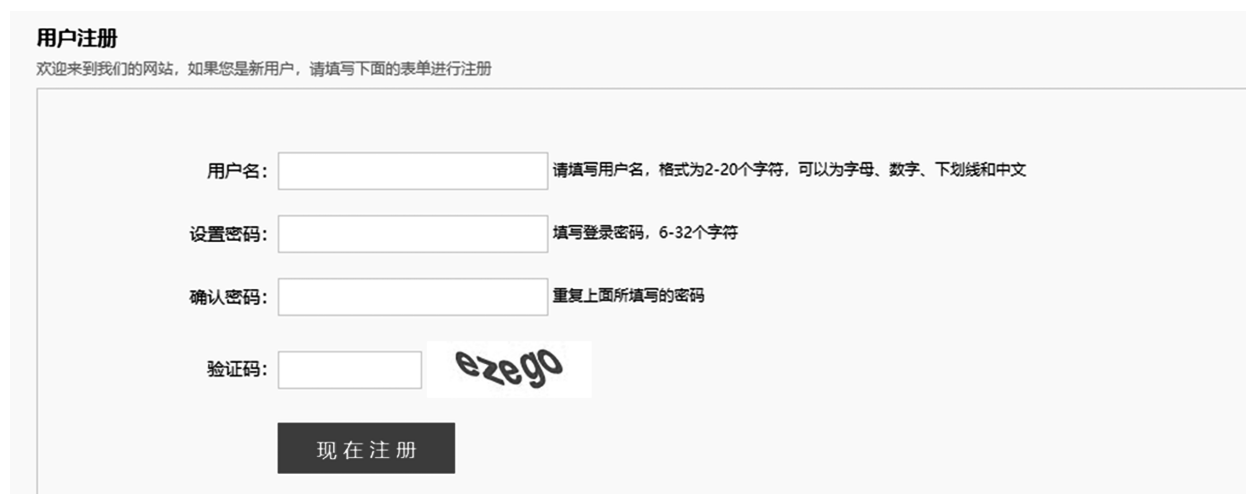 用户注册
欢迎来到我们的网站，如果您是新用户，请填写下面的表单进行注册
用户名： 请填写用户名，格式为2-20个字符，可以为字母、数字、下划线和中文
设置密码： 填写登录密码，6-32个字符
确认密码： 重复上面所填写的密码
验证码： ezego
现在注册